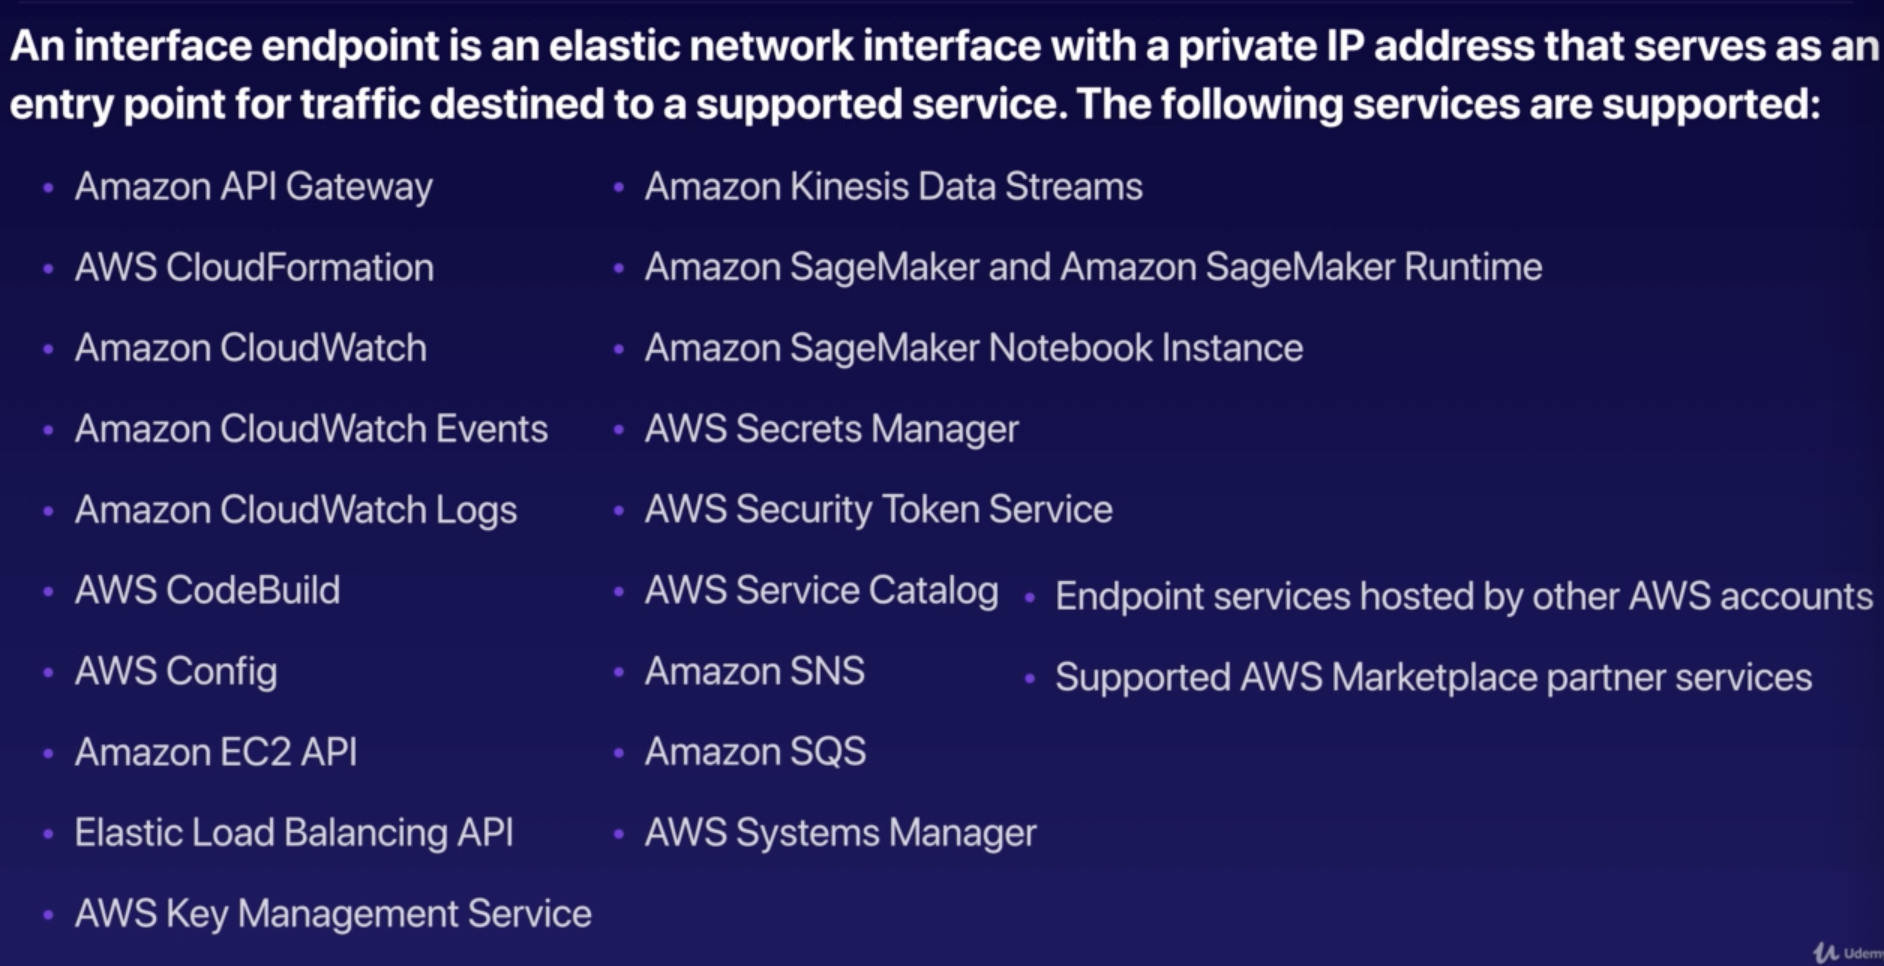 An interface endpoint is an elastic network interface with a private IP address that serves as an
entry point for traffic destined to a supported service. The following services are supported:
• Amazon API Gateway
• AWS CloudFormation
• Amazon CloudWatch
• Amazon CloudWatch Events
• Amazon CloudWatch Logs
• AWS CodeBuild
• AWS Config
• Amazon EC2 API
• Elastic Load Balancing API
• AWS Key Management Service
• Amazon Kinesis Data Streams
• Amazon SageMaker and Amazon SageMaker Runtime
• Amazon SageMaker Notebook Instance
• AWS Secrets Manager
• AWS Security Token Service
• AWS Service Catalog
• Amazon SNS
• Amazon SQS
• AWS Systems Manager
• Endpoint services hosted by other AWS accounts
• Supported AWS Marketplace partner services
Udem